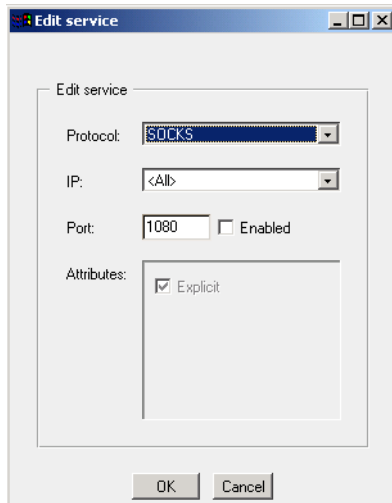 Edit service
Edit service
Protocol: SOCKS
IP: <All>
Port: 1080 Enabled
Attributes: Explicit
OK Cancel